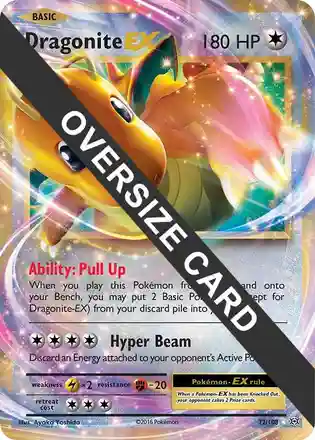 BASIC
Dragonite EX 180 HP
OVERSIZE CARD
Ability: Pull Up
When you play this Pokémon from and onto
your Bench, you may put 2 Basic Po cept for
Dragonite-EX) from your discard pile into
Hyper Beam
Discard an Energy attached to your opponent's Active Po
weakness ×2 resistance -20
retreat cost
Pokémon-EX rule
When a Pokémon-EX has been Knocked Out,
your opponent takes 2 Prize cards.
Illus. Ayaka Yoshida ©2016 Pokémon 72/108